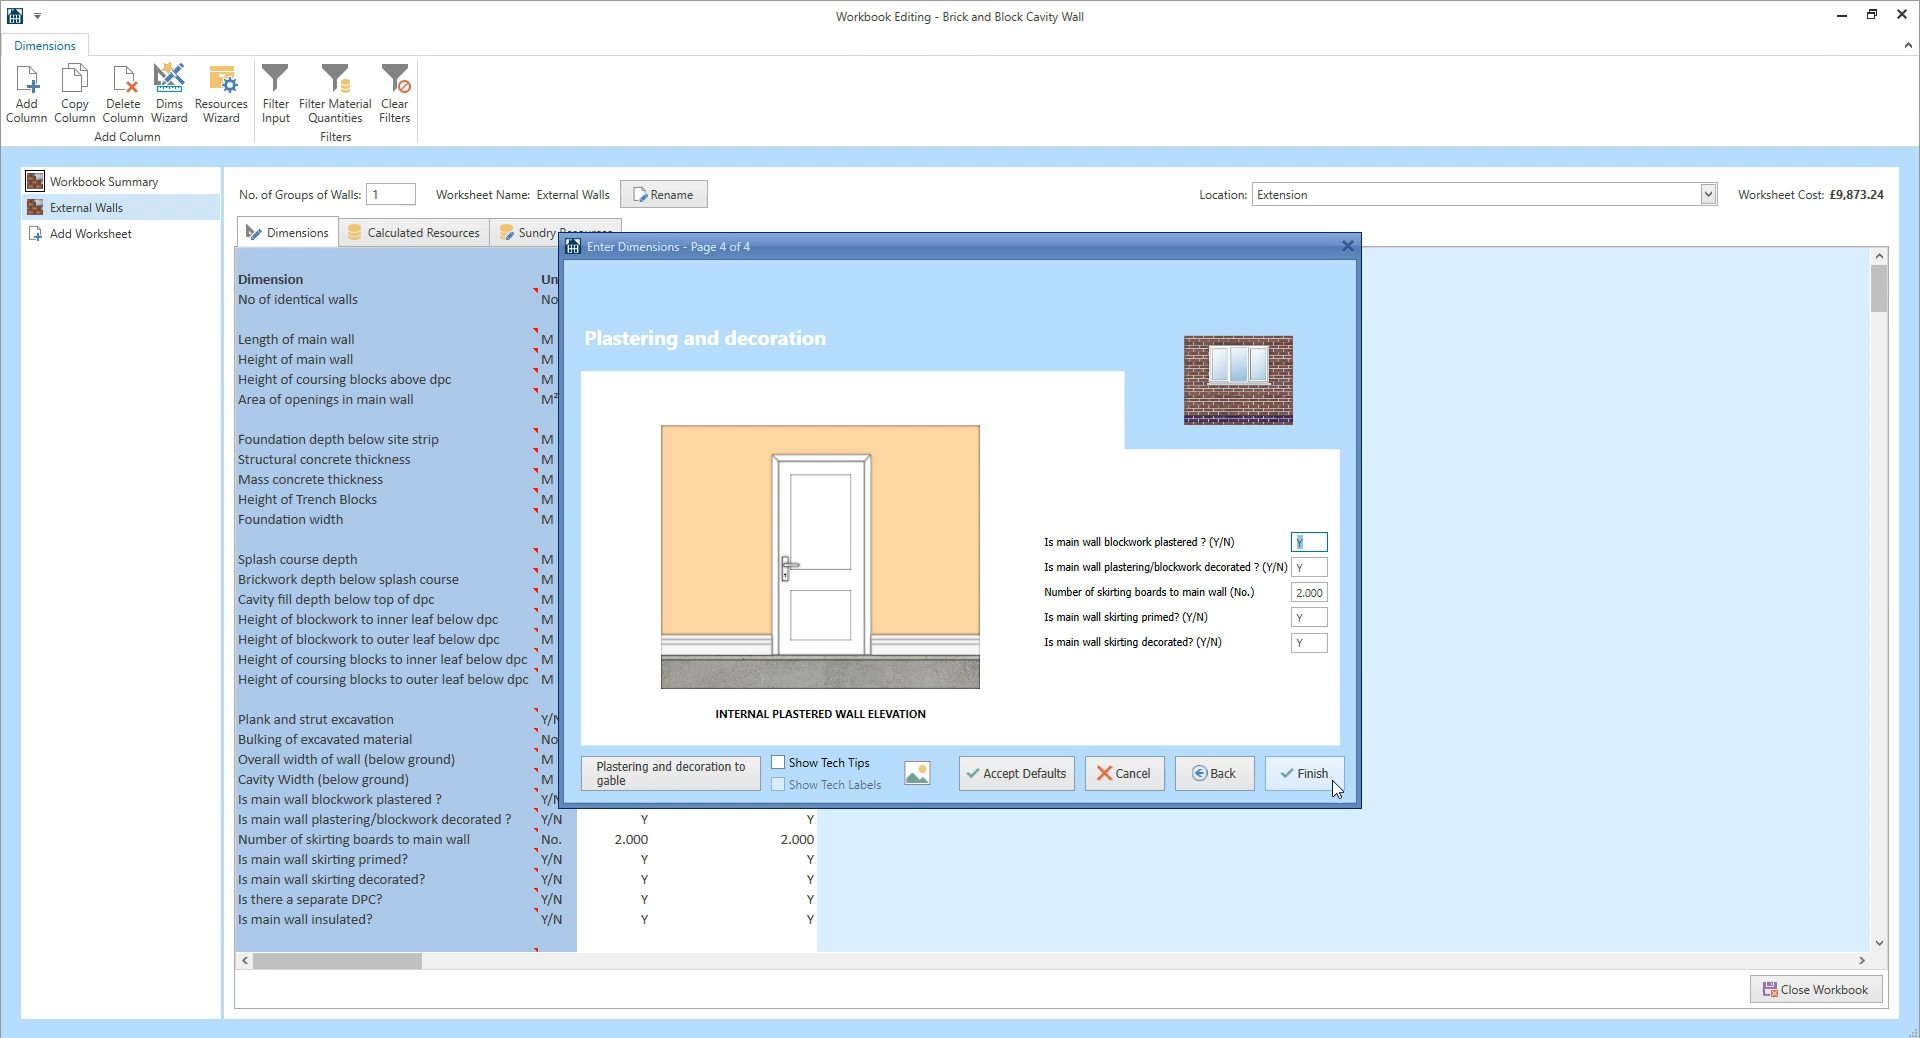 Workbook Editing - Brick and Block Cavity Wall
Dimensions
Add Column
Copy Column
Delete Column
Dims Wizard
Resources Wizard
Filter Input
Filter Material Quantities
Clear Filters
Add Column
Filters
Workbook Summary
External Walls
Add Worksheet
No. of Groups of Walls: 1
Worksheet Name: External Walls
Rename
Location: Extension
Worksheet Cost: £9,873.24
Dimensions
Calculated Resources
Sundry
Enter Dimensions - Page 4 of 4
Dimension
No of identical walls No
Length of main wall M
Height of main wall M
Height of coursing blocks above dpc M
Area of openings in main wall M²
Foundation depth below site strip M
Structural concrete thickness M
Mass concrete thickness M
Height of Trench Blocks M
Foundation width M
Splash course depth M
Brickwork depth below splash course M
Cavity fill depth below top of dpc M
Height of blockwork to inner leaf below dpc M
Height of blockwork to outer leaf below dpc M
Height of coursing blocks to inner leaf below dpc M
Height of coursing blocks to outer leaf below dpc M
Plank and strut excavation Y/N
Bulking of excavated material No
Overall width of wall (below ground) M
Cavity Width (below ground) M
Is main wall blockwork plastered ? Y/N
Is main wall plastering/blockwork decorated ? Y/N Y Y
Number of skirting boards to main wall No. 2.000 2.000
Is main wall skirting primed? Y/N Y Y
Is main wall skirting decorated? Y/N Y Y
Is there a separate DPC? Y/N Y Y
Is main wall insulated? Y/N Y Y
Plastering and decoration
Is main wall blockwork plastered ? (Y/N) Y
Is main wall plastering/blockwork decorated ? (Y/N) Y
Number of skirting boards to main wall (No.) 2.000
Is main wall skirting primed? (Y/N) Y
Is main wall skirting decorated? (Y/N) Y
INTERNAL PLASTERED WALL ELEVATION
Plastering and decoration to
gable
Show Tech Tips
Show Tech Labels
Accept Defaults
Cancel
Back
Finish
Close Workbook